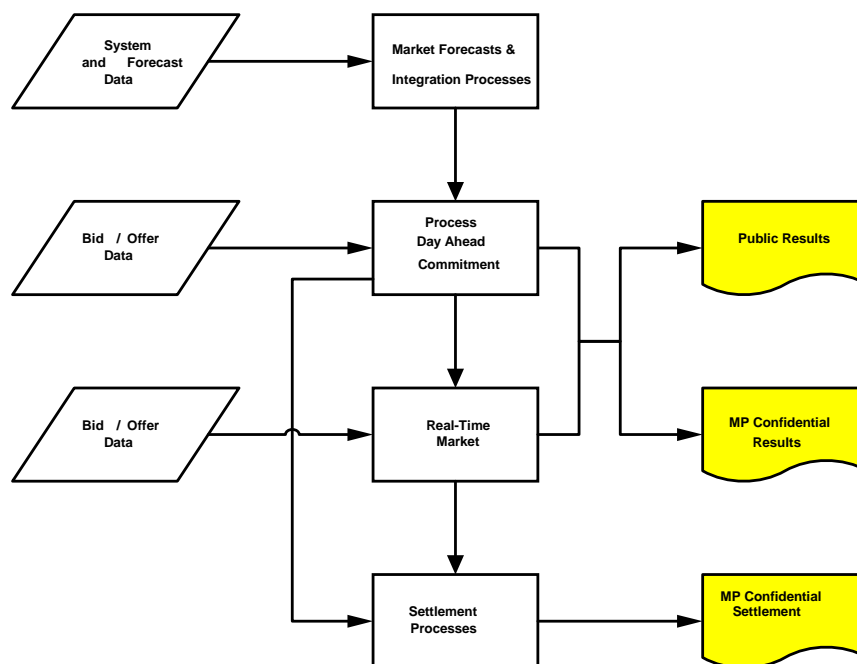 System
and Forecast
Data
Market Forecasts &
Integration Processes
Bid / Offer
Data
Process
Day Ahead
Commitment
Public Results
Bid / Offer
Data
Real-Time
Market
MP Confidential
Results
Settlement
Processes
MP Confidential
Settlement